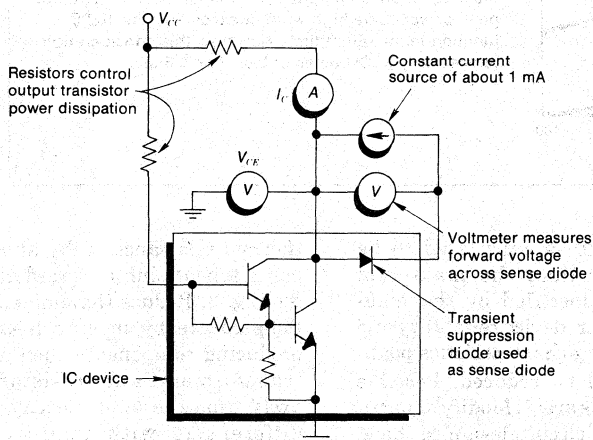 V_CC
Resistors control
output transistor
power dissipation
I_C
A
Constant current
source of about 1 mA
V_CE
V
V
Voltmeter measures
forward voltage
across sense diode
Transient
suppression
diode used
as sense diode
IC device